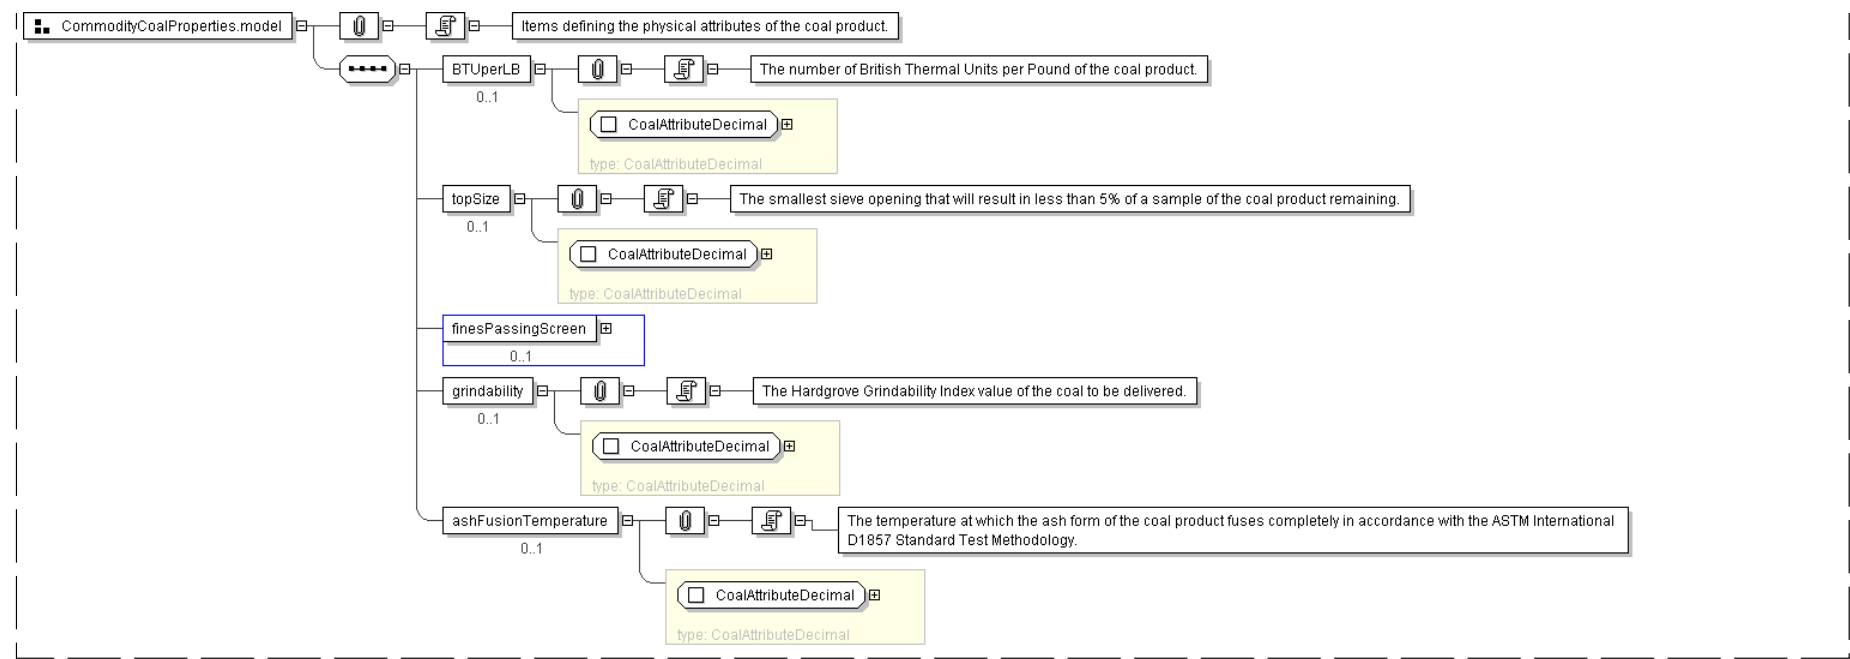 CommodityCoalProperties.model
Items defining the physical attributes of the coal product.
BTUperLB
The number of British Thermal Units per Pound of the coal product.
0..1
CoalAttributeDecimal
type: CoalAttributeDecimal
topSize
The smallest sieve opening that will result in less than 5% of a sample of the coal product remaining.
0..1
CoalAttributeDecimal
type: CoalAttributeDecimal
finesPassingScreen
0..1
grindability
The Hardgrove Grindability Index value of the coal to be delivered.
0..1
CoalAttributeDecimal
type: CoalAttributeDecimal
ashFusionTemperature
The temperature at which the ash form of the coal product fuses completely in accordance with the ASTM International
D1857 Standard Test Methodology.
0..1
CoalAttributeDecimal
type: CoalAttributeDecimal